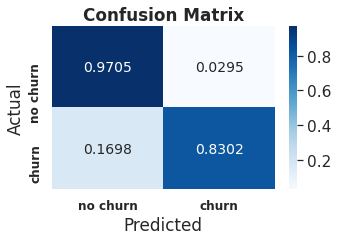 Confusion Matrix
Actual
no churn
0.9705 0.0295
churn
0.1698 0.8302
no churn churn
Predicted
0.8
0.6
0.4
0.2